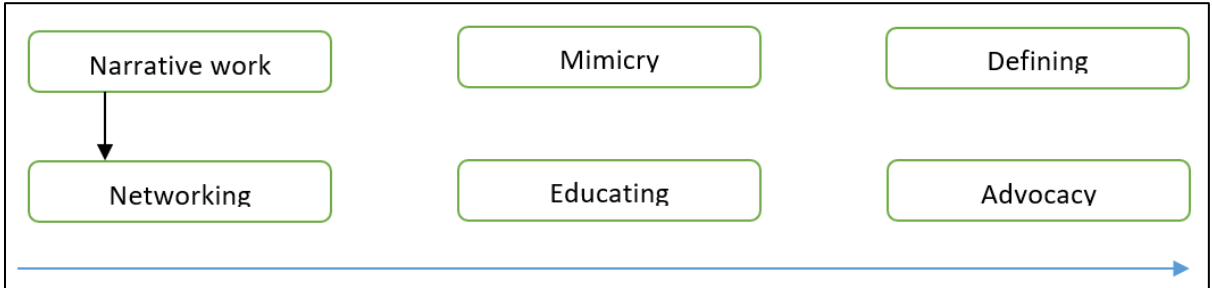 Narrative work
Mimicry
Defining
Networking
Educating
Advocacy